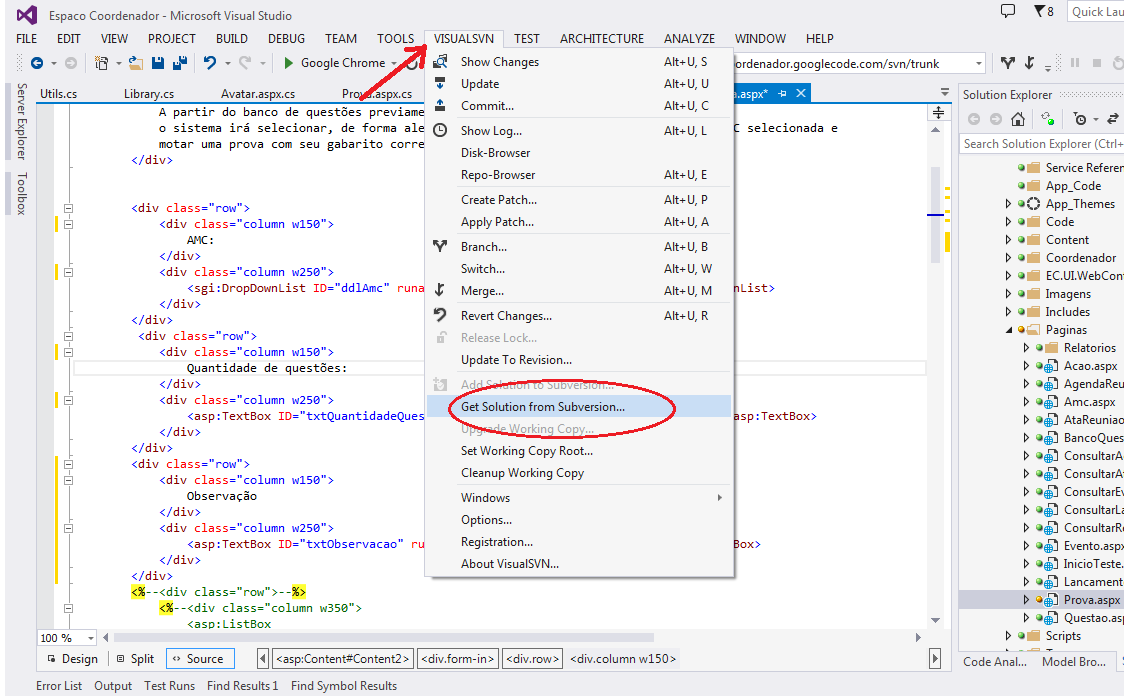 Espaco Coordenador - Microsoft Visual Studio
8
Quick Lau
FILE EDIT VIEW PROJECT BUILD DEBUG TEAM TOOLS VISUALSVN TEST ARCHITECTURE ANALYZE WINDOW HELP
Google Chrome
ordenador.googlecode.com/svn/trunk
Utils.cs Library.cs Avatar.aspx.cs Prova.aspx.cs a.aspx*
Server Explorer
Toolbox
A partir do banco de questões previame
o sistema irá selecionar, de forma ale
C selecionada e
motar uma prova com seu gabarito corre
</div>
<div class="row">
<div class="column w150">
AMC:
</div>
<div class="column w250">
<sgi:DropDownList ID="ddlAmc" runa
nList>
</div>
</div>
<div class="row">
<div class="column w150">
Quantidade de questões:
</div>
<div class="column w250">
<asp:TextBox ID="txtQuantidadeQues
asp:TextBox>
</div>
</div>
<div class="row">
<div class="column w150">
Observação
</div>
<div class="column w250">
<asp:TextBox ID="txtObservacao" ru
Box>
</div>
</div>
<%--<div class="row">--%>
<%--<div class="column w350">
<asp:ListBox
Show Changes Alt+U, S
Update Alt+U, U
Commit... Alt+U, C
Show Log... Alt+U, L
Disk-Browser
Repo-Browser Alt+U, E
Create Patch... Alt+U, P
Apply Patch... Alt+U, A
Branch... Alt+U, B
Switch... Alt+U, W
Merge... Alt+U, M
Revert Changes... Alt+U, R
Release Lock...
Update To Revision...
Add Solution to Subversion...
Get Solution from Subversion...
Upgrade Working Copy...
Set Working Copy Root...
Cleanup Working Copy
Windows
Options...
Registration...
About VisualSVN...
Solution Explorer
Search Solution Explorer (Ctrl+
Service Referen
App_Code
App_Themes
Code
Content
Coordenador
EC.UI.WebCont
Imagens
Includes
Paginas
Relatorios
Acao.aspx
AgendaReu
Amc.aspx
AtaReuniao
BancoQues
ConsultarA
ConsultarAv
ConsultarEv
ConsultarLa
ConsultarRe
Evento.aspx
InicioTeste.
Lancament
Prova.aspx
Questao.asp
Scripts
100 %
Design Split Source
<asp:Content#Content2> <div.form-in> <div.row> <div.column w150>
Code Anal... Model Bro...
Error List Output Test Runs Find Results 1 Find Symbol Results